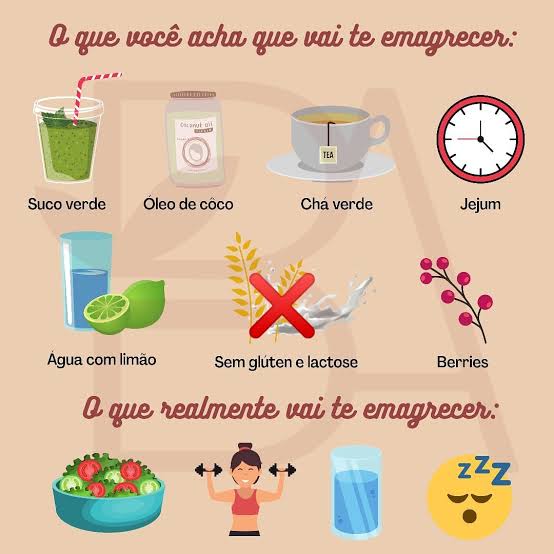 O que você acha que vai te emagrecer:
COCONUT OIL
TEA
Suco verde Óleo de côco Chá verde Jejum
Água com limão Sem glúten e lactose Berries
O que realmente vai te emagrecer:
zzZ